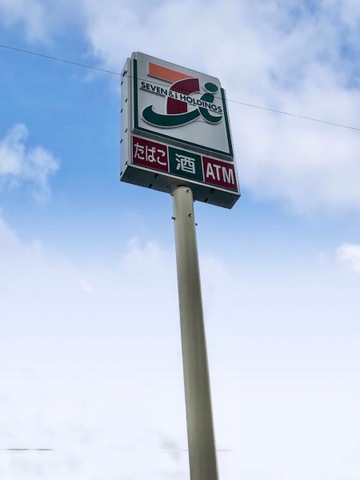 SEVEN & i HOLDINGS
たばこ 酒 ATM